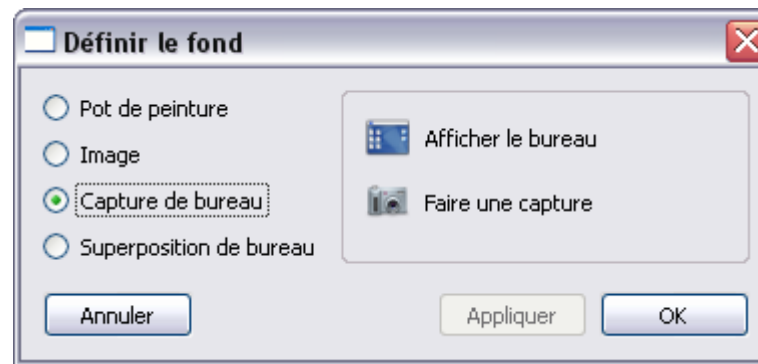 Définir le fond
Pot de peinture
Image
Capture de bureau
Superposition de bureau
Afficher le bureau
Faire une capture
Annuler
Appliquer
OK